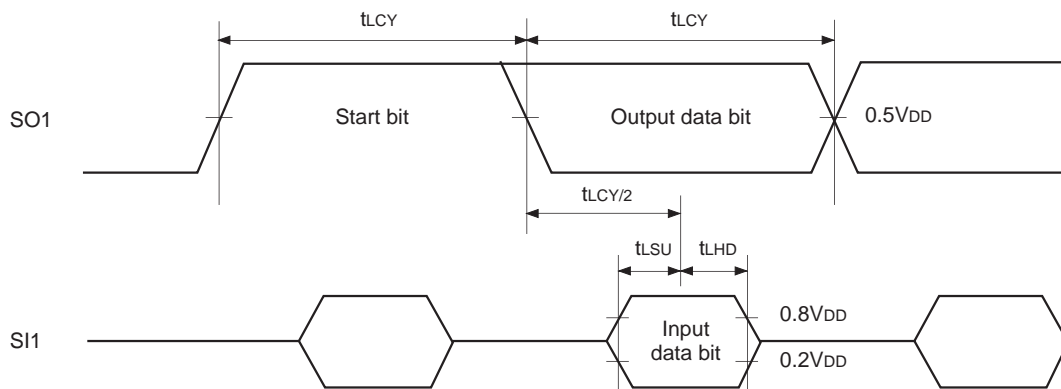 tLCY
tLCY
SO1
Start bit
Output data bit
0.5VDD
tLCY/2
tLSU
tLHD
SI1
Input
data bit
0.8VDD
0.2VDD